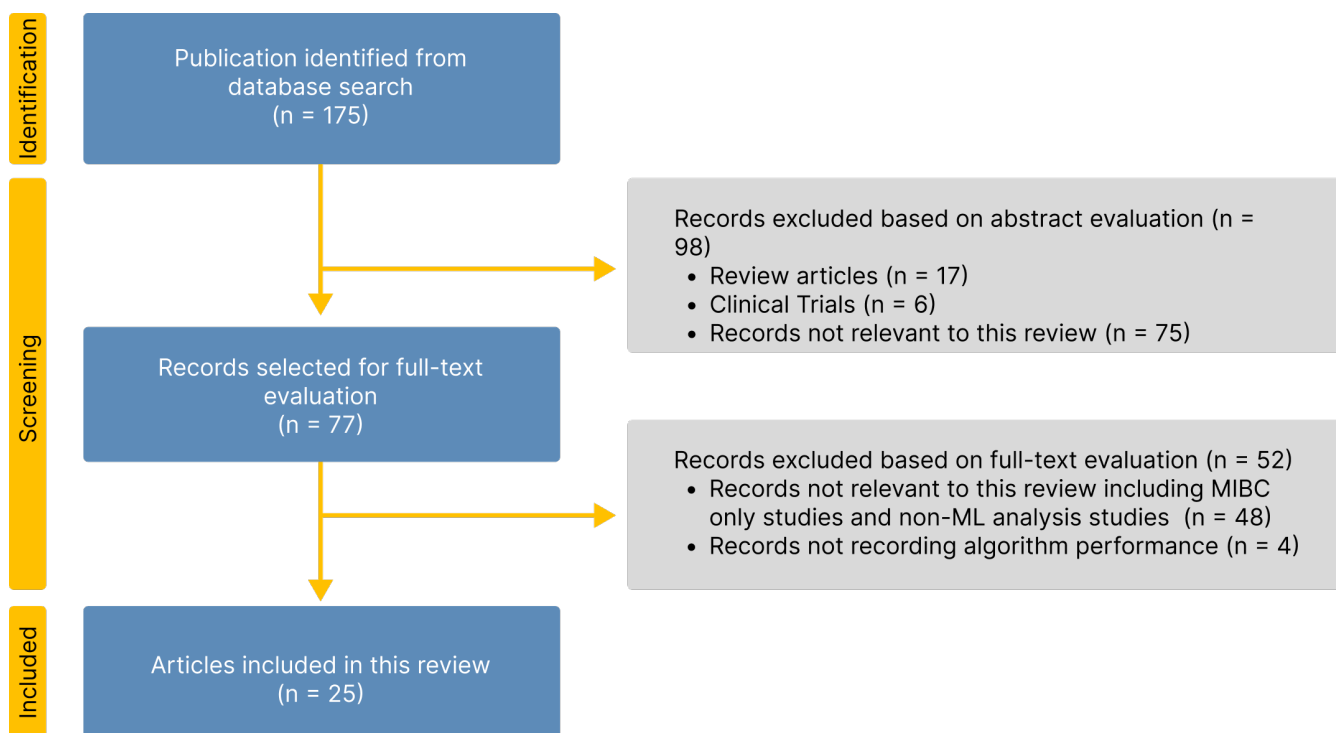 Identification
Publication identified from
database search
(n = 175)
Screening
Records excluded based on abstract evaluation (n =
98)
• Review articles (n = 17)
• Clinical Trials (n = 6)
• Records not relevant to this review (n = 75)
Records selected for full-text
evaluation
(n = 77)
Records excluded based on full-text evaluation (n = 52)
• Records not relevant to this review including MIBC
only studies and non-ML analysis studies (n = 48)
• Records not recording algorithm performance (n = 4)
Included
Articles included in this review
(n = 25)